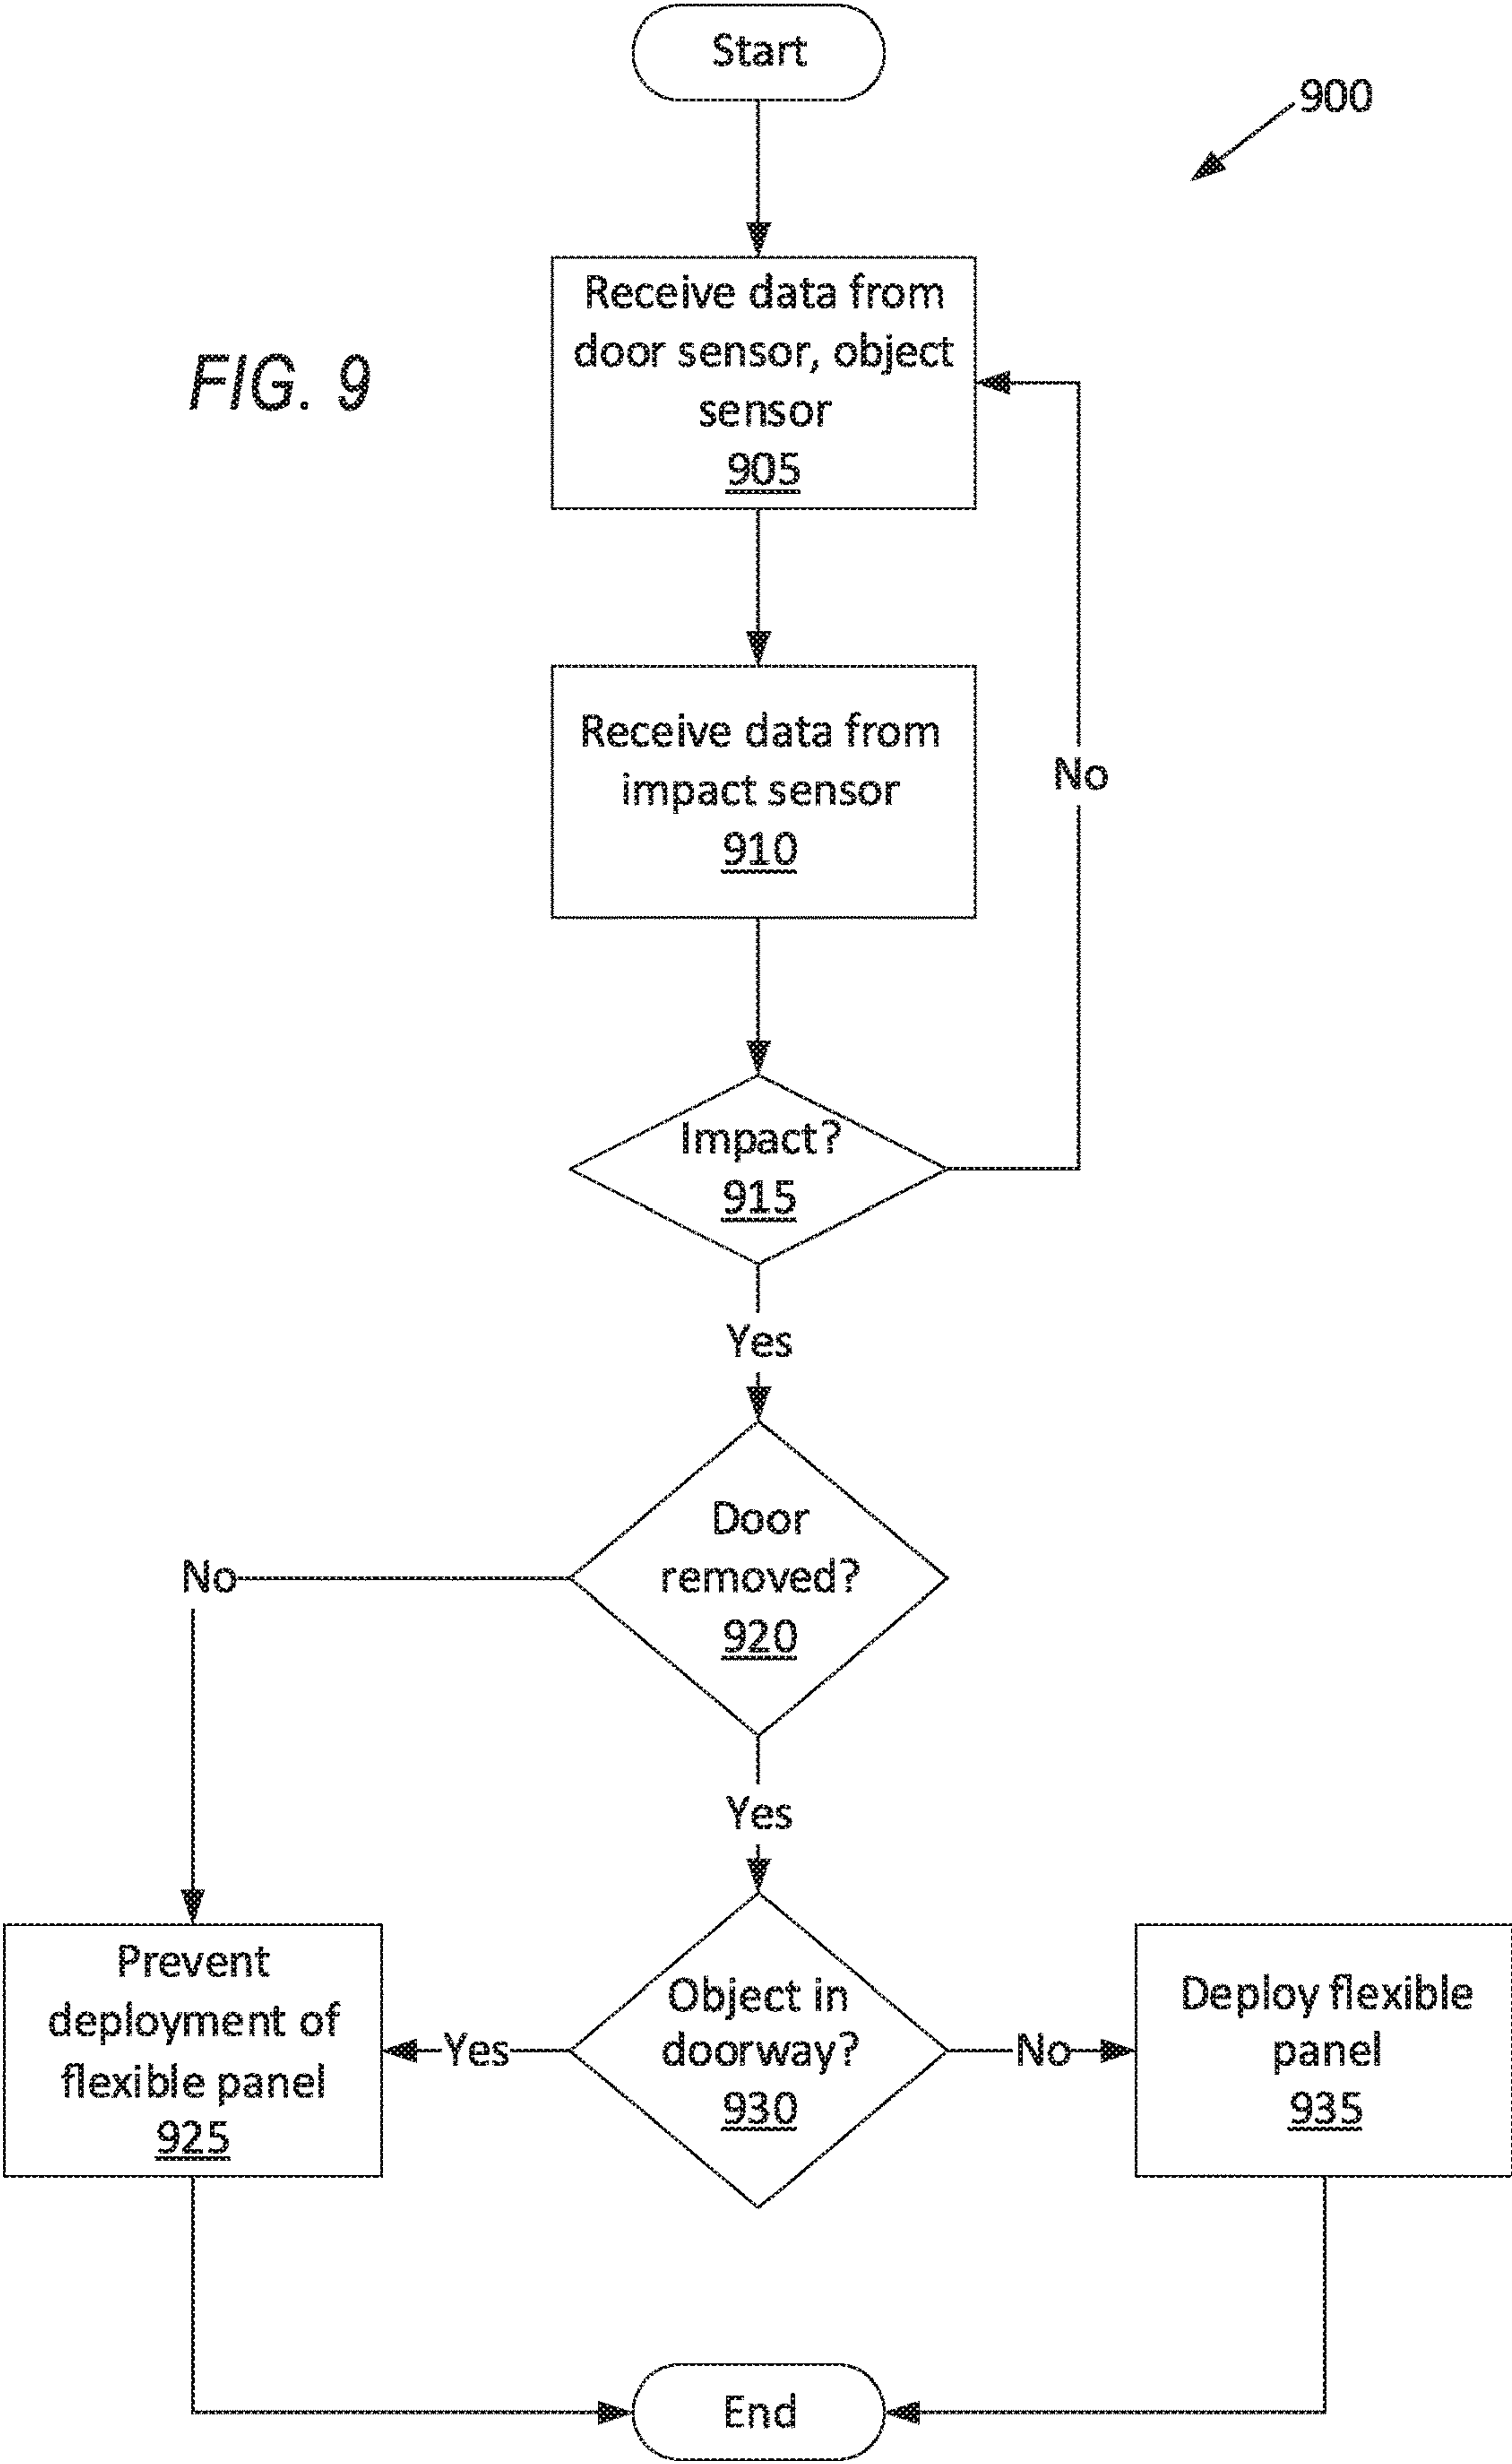 Start
900
FIG. 9
Receive data from
door sensor, object
sensor
905
Receive data from
impact sensor
910
No
Impact?
915
Yes
Door
removed?
920
No
Yes
Prevent
deployment of
flexible panel
925
Yes
Object in
doorway?
930
No
Deploy flexible
panel
935
End